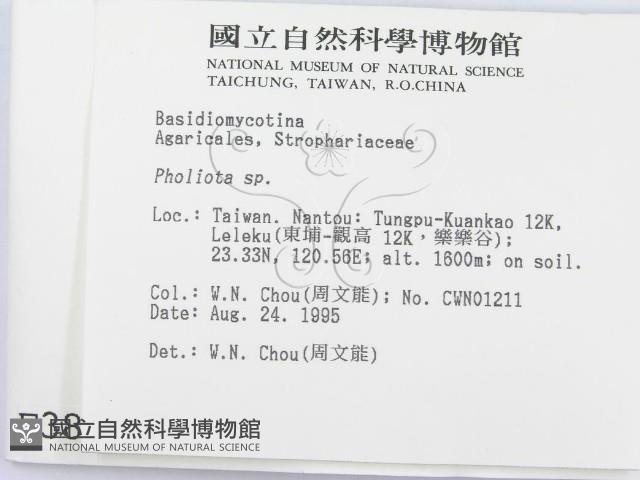 國立自然科學博物館
NATIONAL MUSEUM OF NATURAL SCIENCE
TAICHUNG, TAIWAN, R.O.CHINA
Basidiomycotina
Agaricales, Strophariaceae
Pholiota sp.
Loc.: Taiwan. Nantou: Tungpu-Kuankao 12K,
Leleku(東埔-觀高 12K，樂樂谷);
23.33N, 120.56E; alt. 1600m; on soil.
Col.: W.N. Chou(周文能); No. CWN01211
Date: Aug. 24. 1995
Det.: W.N. Chou(周文能)
國立自然科學博物館
NATIONAL MUSEUM OF NATURAL SCIENCE